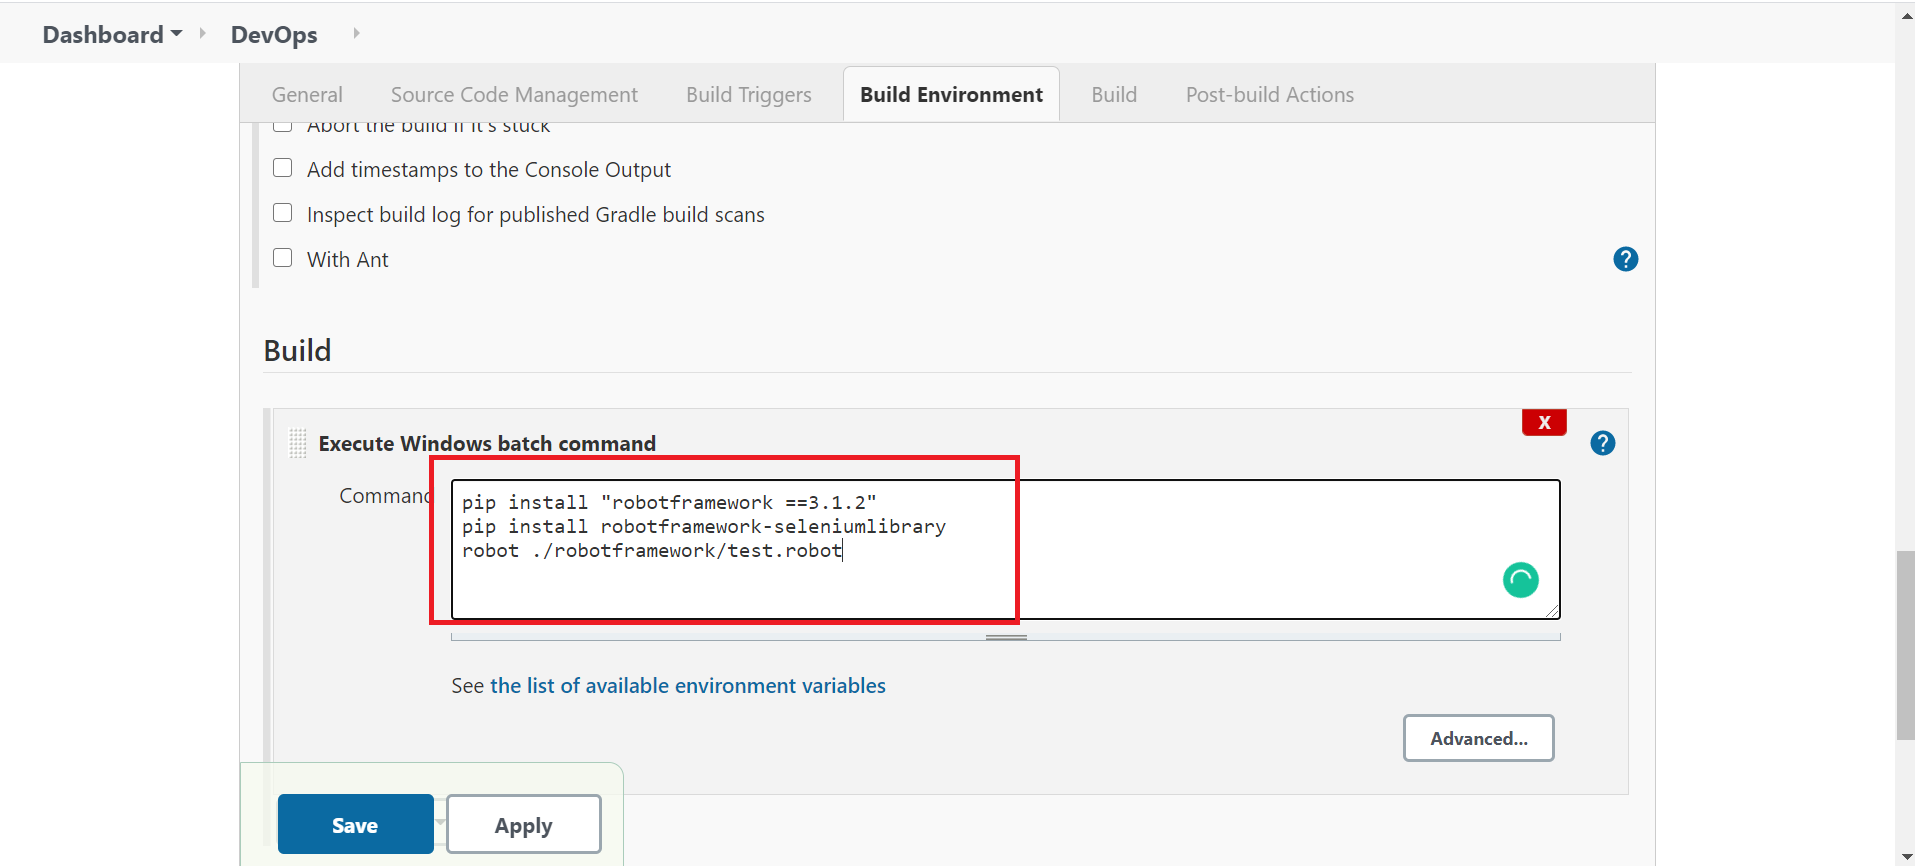 Dashboard DevOps
General Source Code Management Build Triggers Build Environment Build Post-build Actions
Abort the build if it's stuck
Add timestamps to the Console Output
Inspect build log for published Gradle build scans
With Ant
?
Build
X
Execute Windows batch command
?
Command
pip install "robotframework ==3.1.2"
pip install robotframework-seleniumlibrary
robot ./robotframework/test.robot
See the list of available environment variables
Advanced...
Save Apply